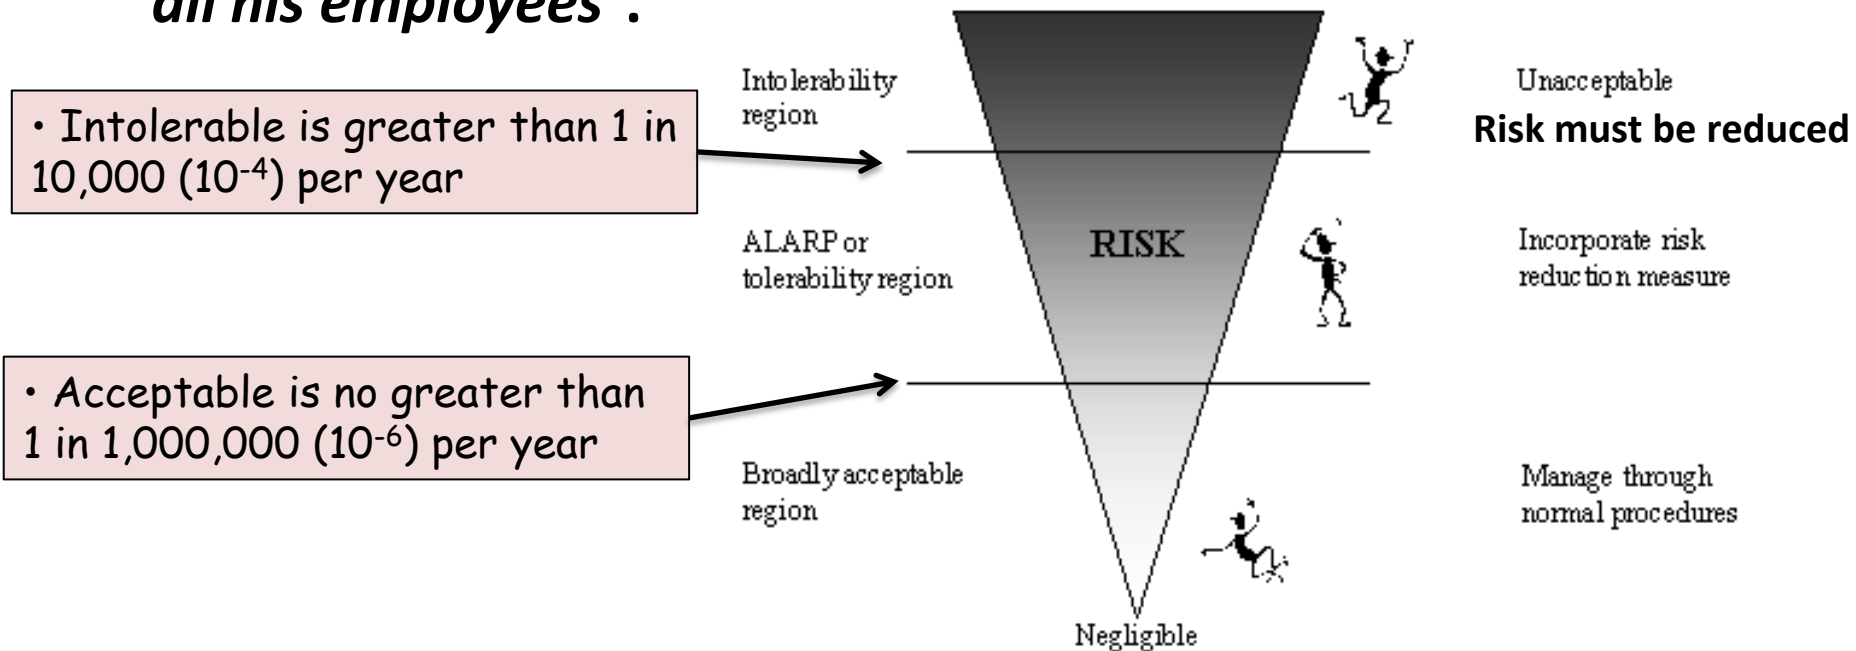 all his employees".
• Intolerable is greater than 1 in
10,000 (10⁻⁴) per year
• Acceptable is no greater than
1 in 1,000,000 (10⁻⁶) per year
Intolerability
region
ALARP or
tolerability region
Broadly acceptable
region
RISK
Negligible
Unacceptable
Risk must be reduced
Incorporate risk
reduction measure
Manage through
normal procedures